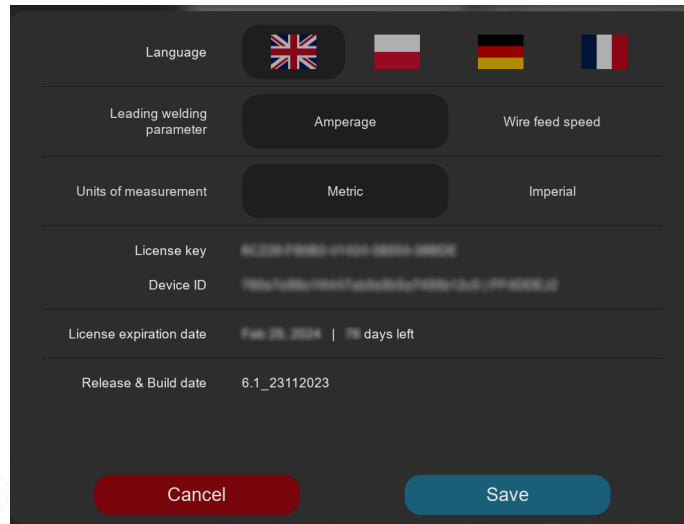 Language
Leading welding
parameter
Amperage
Wire feed speed
Units of measurement
Metric
Imperial
License key
Device ID
License expiration date
| days left
Release & Build date
6.1_23112023
Cancel
Save